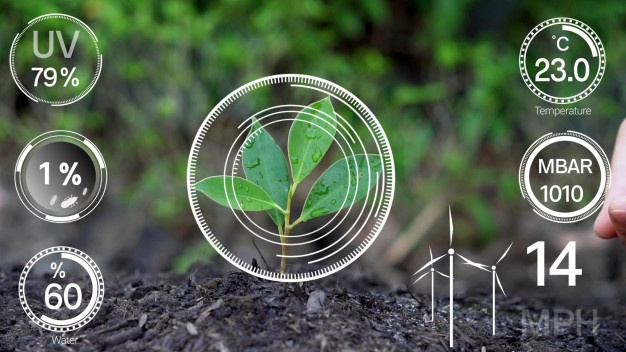 UV
79%
1%
%
60
Water
°C
23.0
Temperature
MBAR
1010
14
MPH